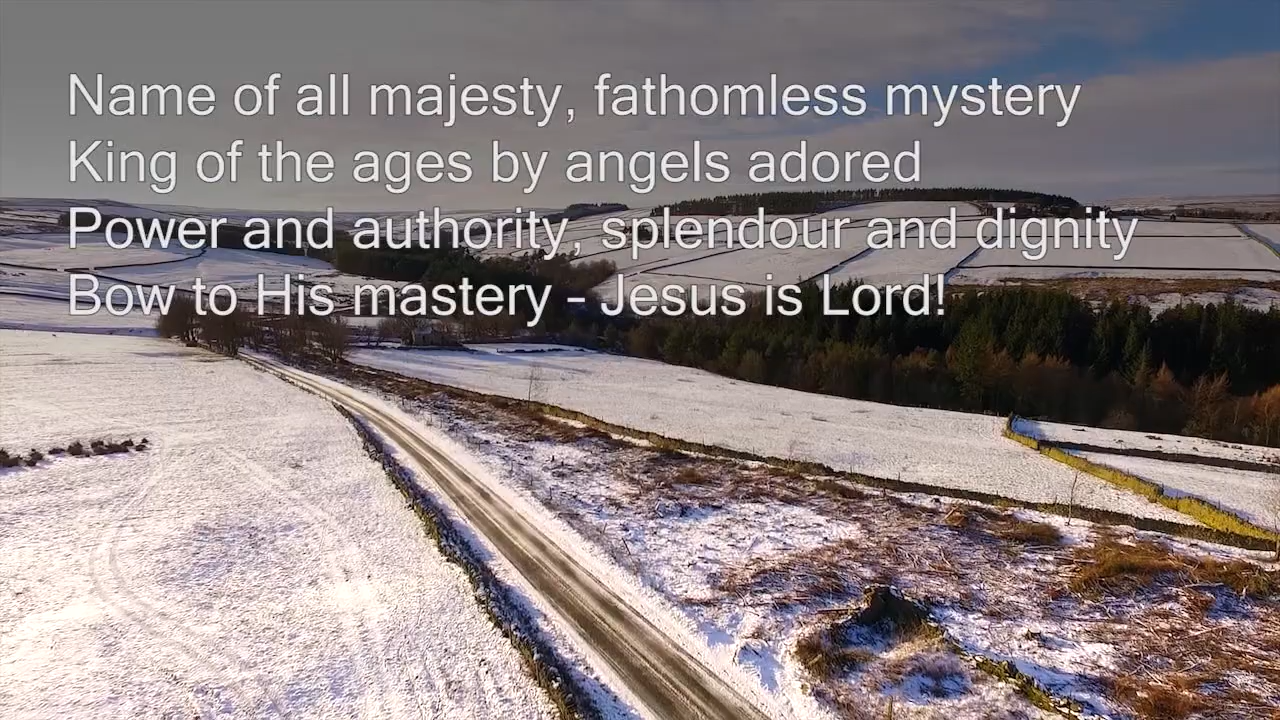 Name of all majesty, fathomless mystery
King of the ages by angels adored
Power and authority, splendour and dignity
Bow to His mastery – Jesus is Lord!